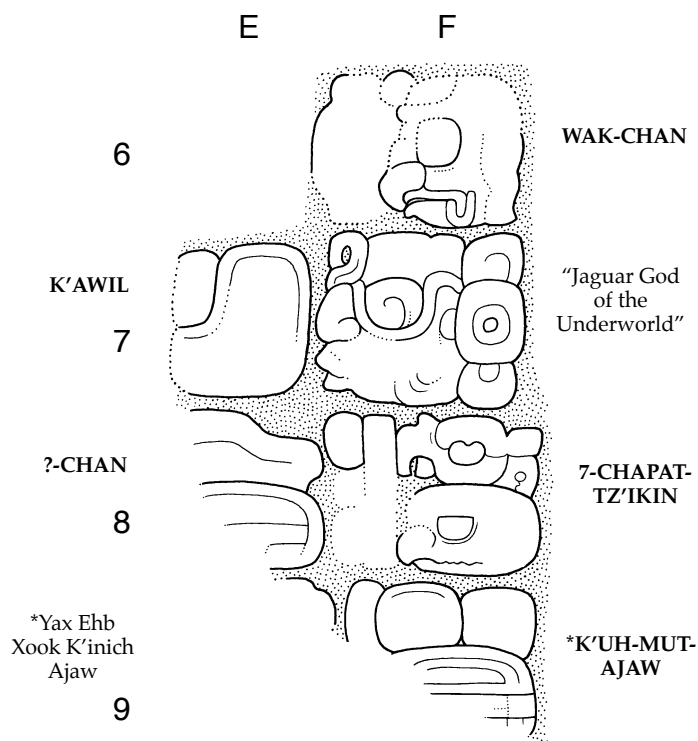 E F
6 WAK-CHAN
K’AWIL
7
“Jaguar God
of the
Underworld”
?-CHAN
8
7-CHAPAT-
TZ’IKIN
*Yax Ehb
Xook K’inich
Ajaw
9
*K’UH-MUT-
AJAW